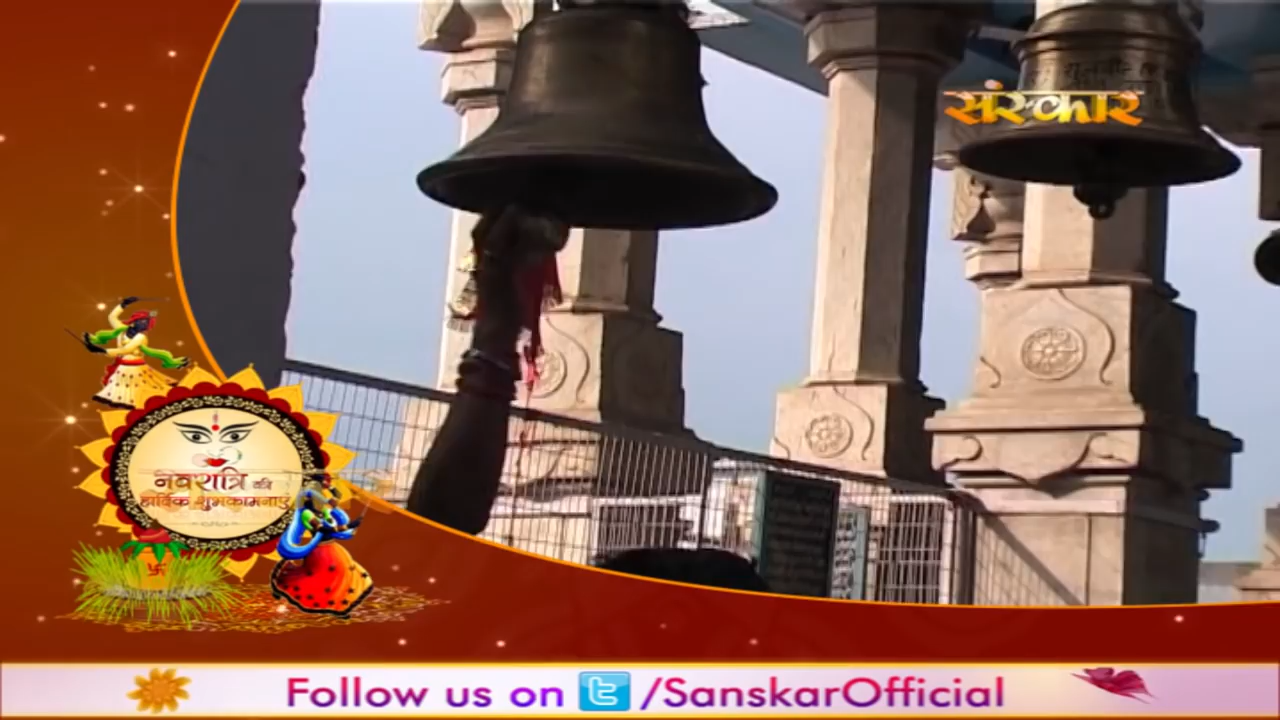 संस्कार
नवरात्रि की
हार्दिक शुभकामनाएं
Follow us on /SanskarOfficial